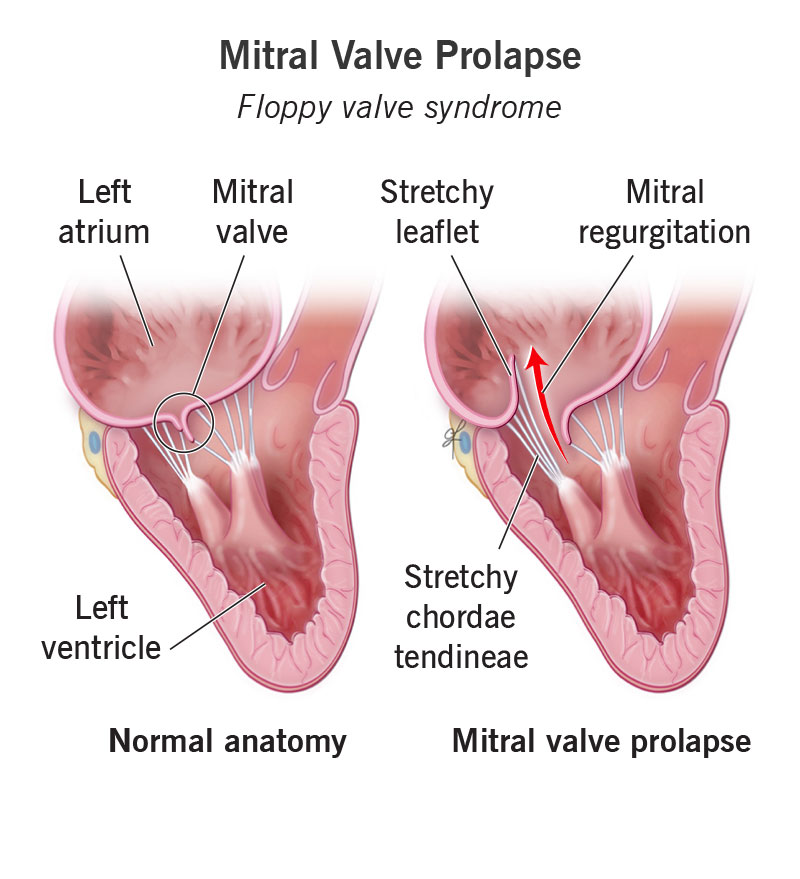 Mitral Valve Prolapse
Floppy valve syndrome
Left
atrium
Mitral
valve
Stretchy
leaflet
Mitral
regurgitation
Left
ventricle
Stretchy
chordae
tendineae
Normal anatomy
Mitral valve prolapse